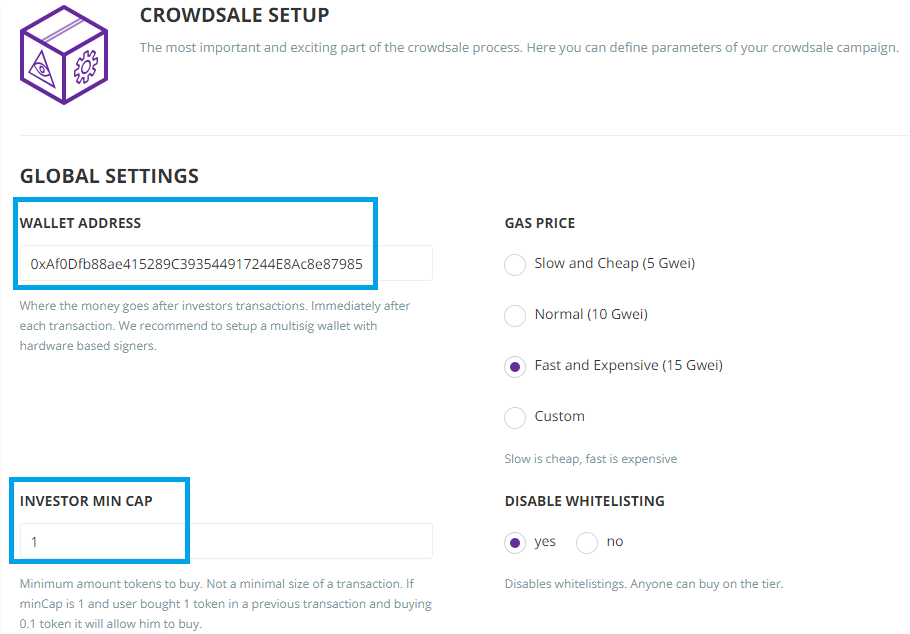 CROWDSALE SETUP
The most important and exciting part of the crowdsale process. Here you can define parameters of your crowdsale campaign.
GLOBAL SETTINGS
WALLET ADDRESS
0xAf0Dfb88ae415289C393544917244E8Ac8e87985
Where the money goes after investors transactions. Immediately after
each transaction. We recommend to setup a multisig wallet with
hardware based signers.
GAS PRICE
Slow and Cheap (5 Gwei)
Normal (10 Gwei)
Fast and Expensive (15 Gwei)
Custom
Slow is cheap, fast is expensive
INVESTOR MIN CAP
1
Minimum amount tokens to buy. Not a minimal size of a transaction. If
minCap is 1 and user bought 1 token in a previous transaction and buying
0.1 token it will allow him to buy.
DISABLE WHITELISTING
yes no
Disables whitelistings. Anyone can buy on the tier.